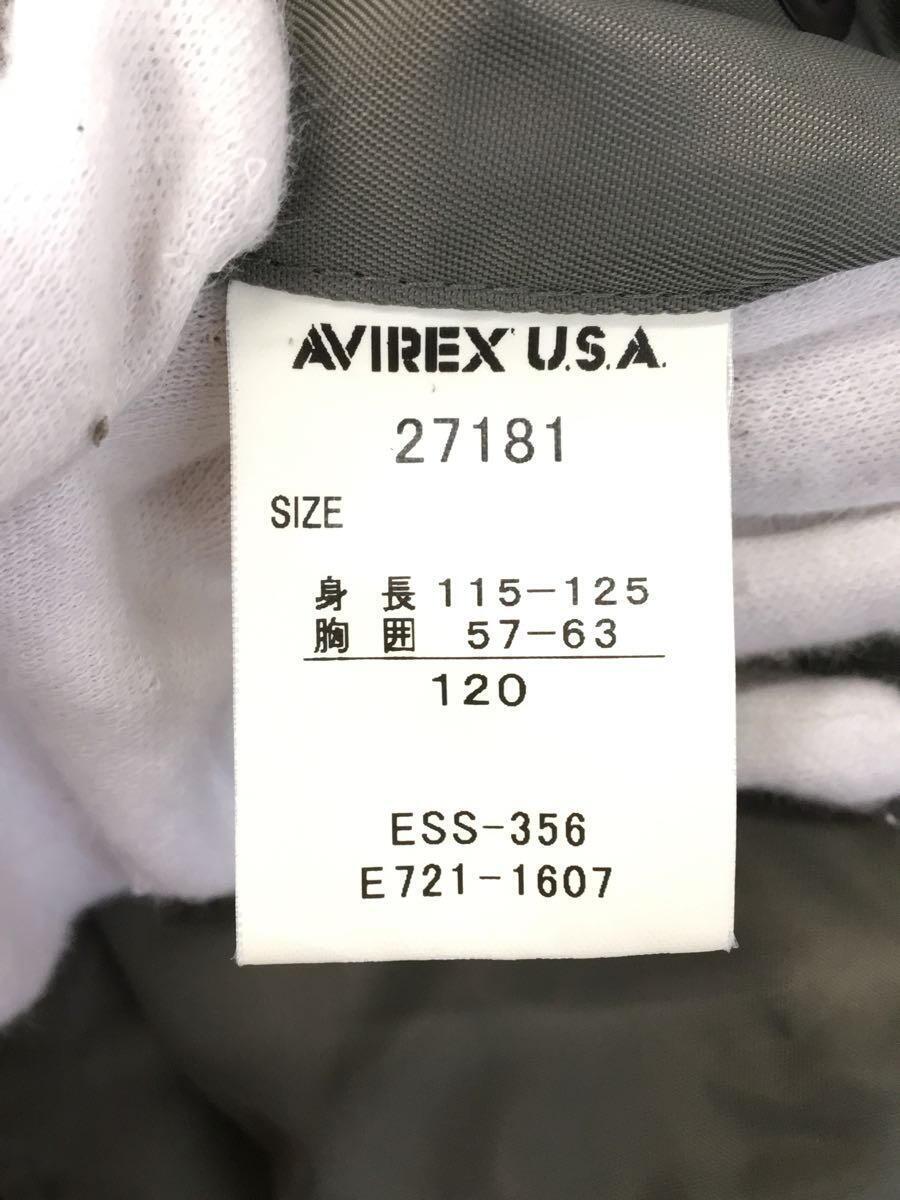 AVIREX U.S.A.
27181
SIZE
身長 115-125
胸囲 57-63
120
ESS-356
E721-1607